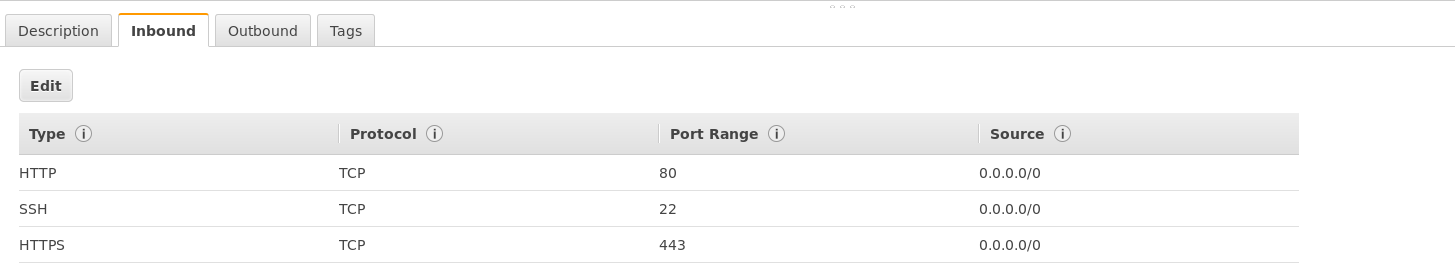 Description Inbound Outbound Tags
Edit
Type i Protocol i Port Range i Source i
HTTP TCP 80 0.0.0.0/0
SSH TCP 22 0.0.0.0/0
HTTPS TCP 443 0.0.0.0/0